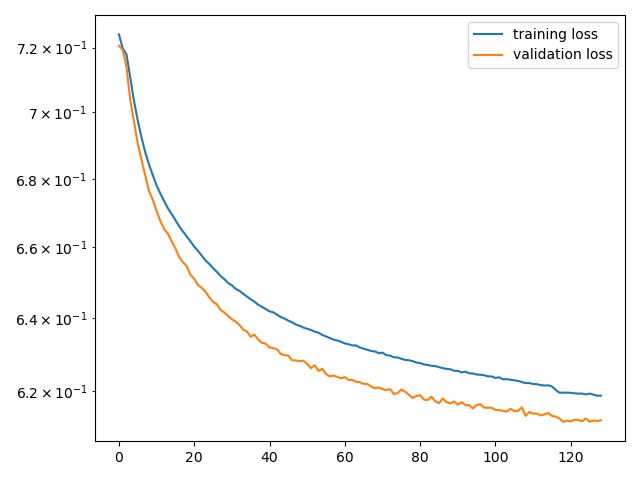 training loss
validation loss
7.2 × 10⁻¹
7 × 10⁻¹
6.8 × 10⁻¹
6.6 × 10⁻¹
6.4 × 10⁻¹
6.2 × 10⁻¹
0 20 40 60 80 100 120